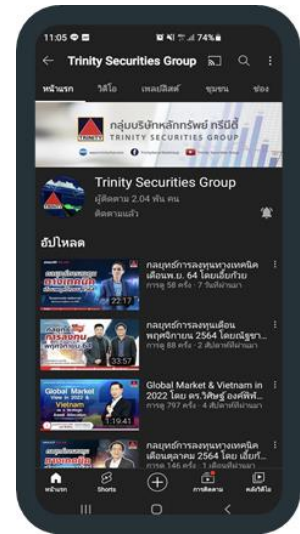 11:05
74%
Trinity Securities Group
หน้าแรก วิดีโอ เพลย์ลิสต์ ชุมชน ช่อง
กลุ่มบริษัทหลักทรัพย์ ทรีนีตี้
TRINITY SECURITIES GROUP
Trinity Securities Group
ผู้ติดตาม 2.04 พัน คน
ติดตามแล้ว
อัปโหลด
กลยุทธ์การลงทุนทางเทคนิค
เดือนพ.ย. 64 โดยเอี้ยก้วย
การดู 58 ครั้ง · 7 วันที่ผ่านมา
22:17
กลยุทธ์การลงทุนเดือน
พฤศจิกายน 2564 โดยณัฐชา...
การดู 88 ครั้ง · 2 สัปดาห์ที่ผ่านมา
33:57
Global Market & Vietnam in
2022 โดย ดร.วิศิษฐ์ องค์พิพั...
การดู 797 ครั้ง · 4 สัปดาห์ที่ผ่านมา
Global Market
View in 2022 &
Vietnam
1:19:41
กลยุทธ์การลงทุนทางเทคนิค
เดือนตุลาคม 2564 โดย เอี้ยก้...
การดู 146 ครั้ง · 1 เดือนที่ผ่านมา
หน้าแรก Shorts การติดตาม คลังวิดีโอ